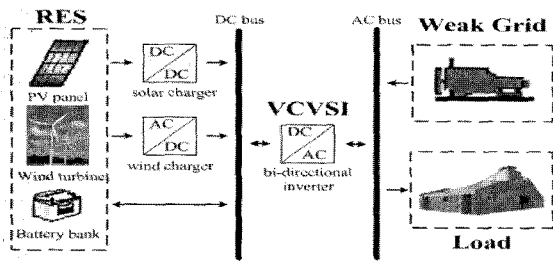 RES
DC bus
AC bus
Weak Grid
DC
DC
PV panel
solar charger
VCVSI
AC
DC
DC
AC
Wind turbine
wind charger
bi-directional
inverter
Battery bank
Load